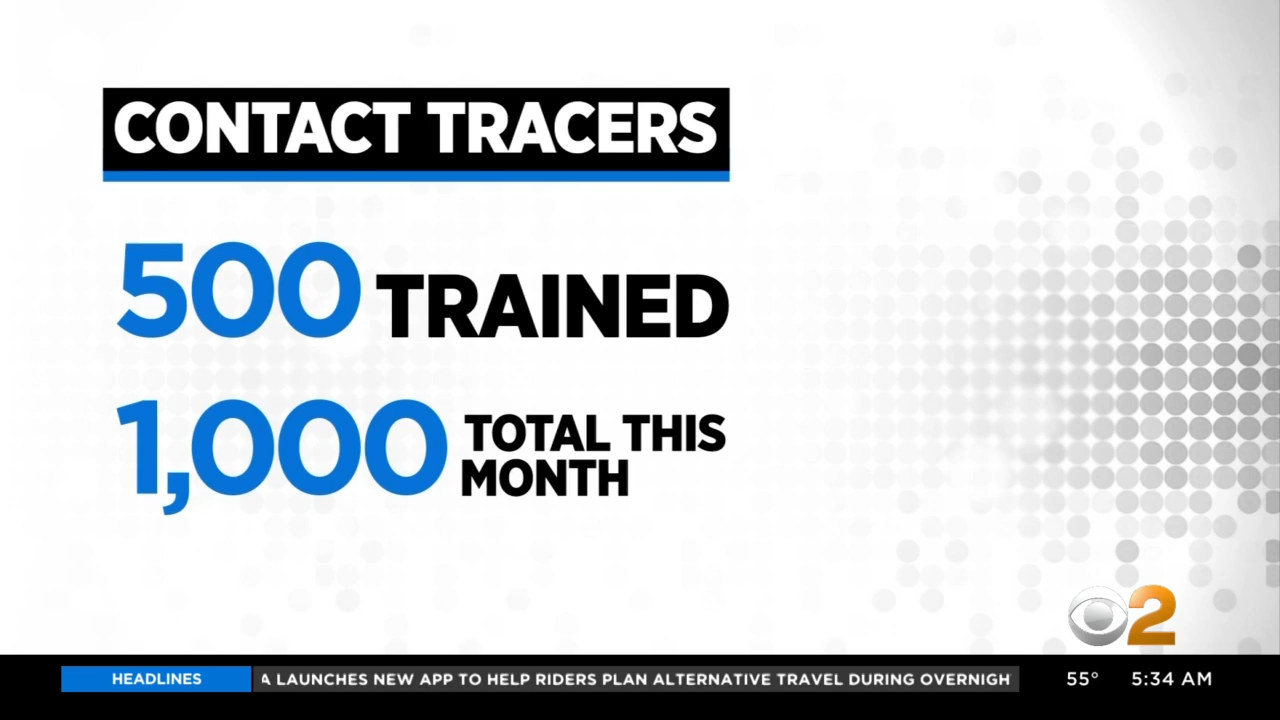 CONTACT TRACERS
500 TRAINED
1,000 TOTAL THIS
MONTH
2
HEADLINES
A LAUNCHES NEW APP TO HELP RIDERS PLAN ALTERNATIVE TRAVEL DURING OVERNIGH
55° 5:34 AM